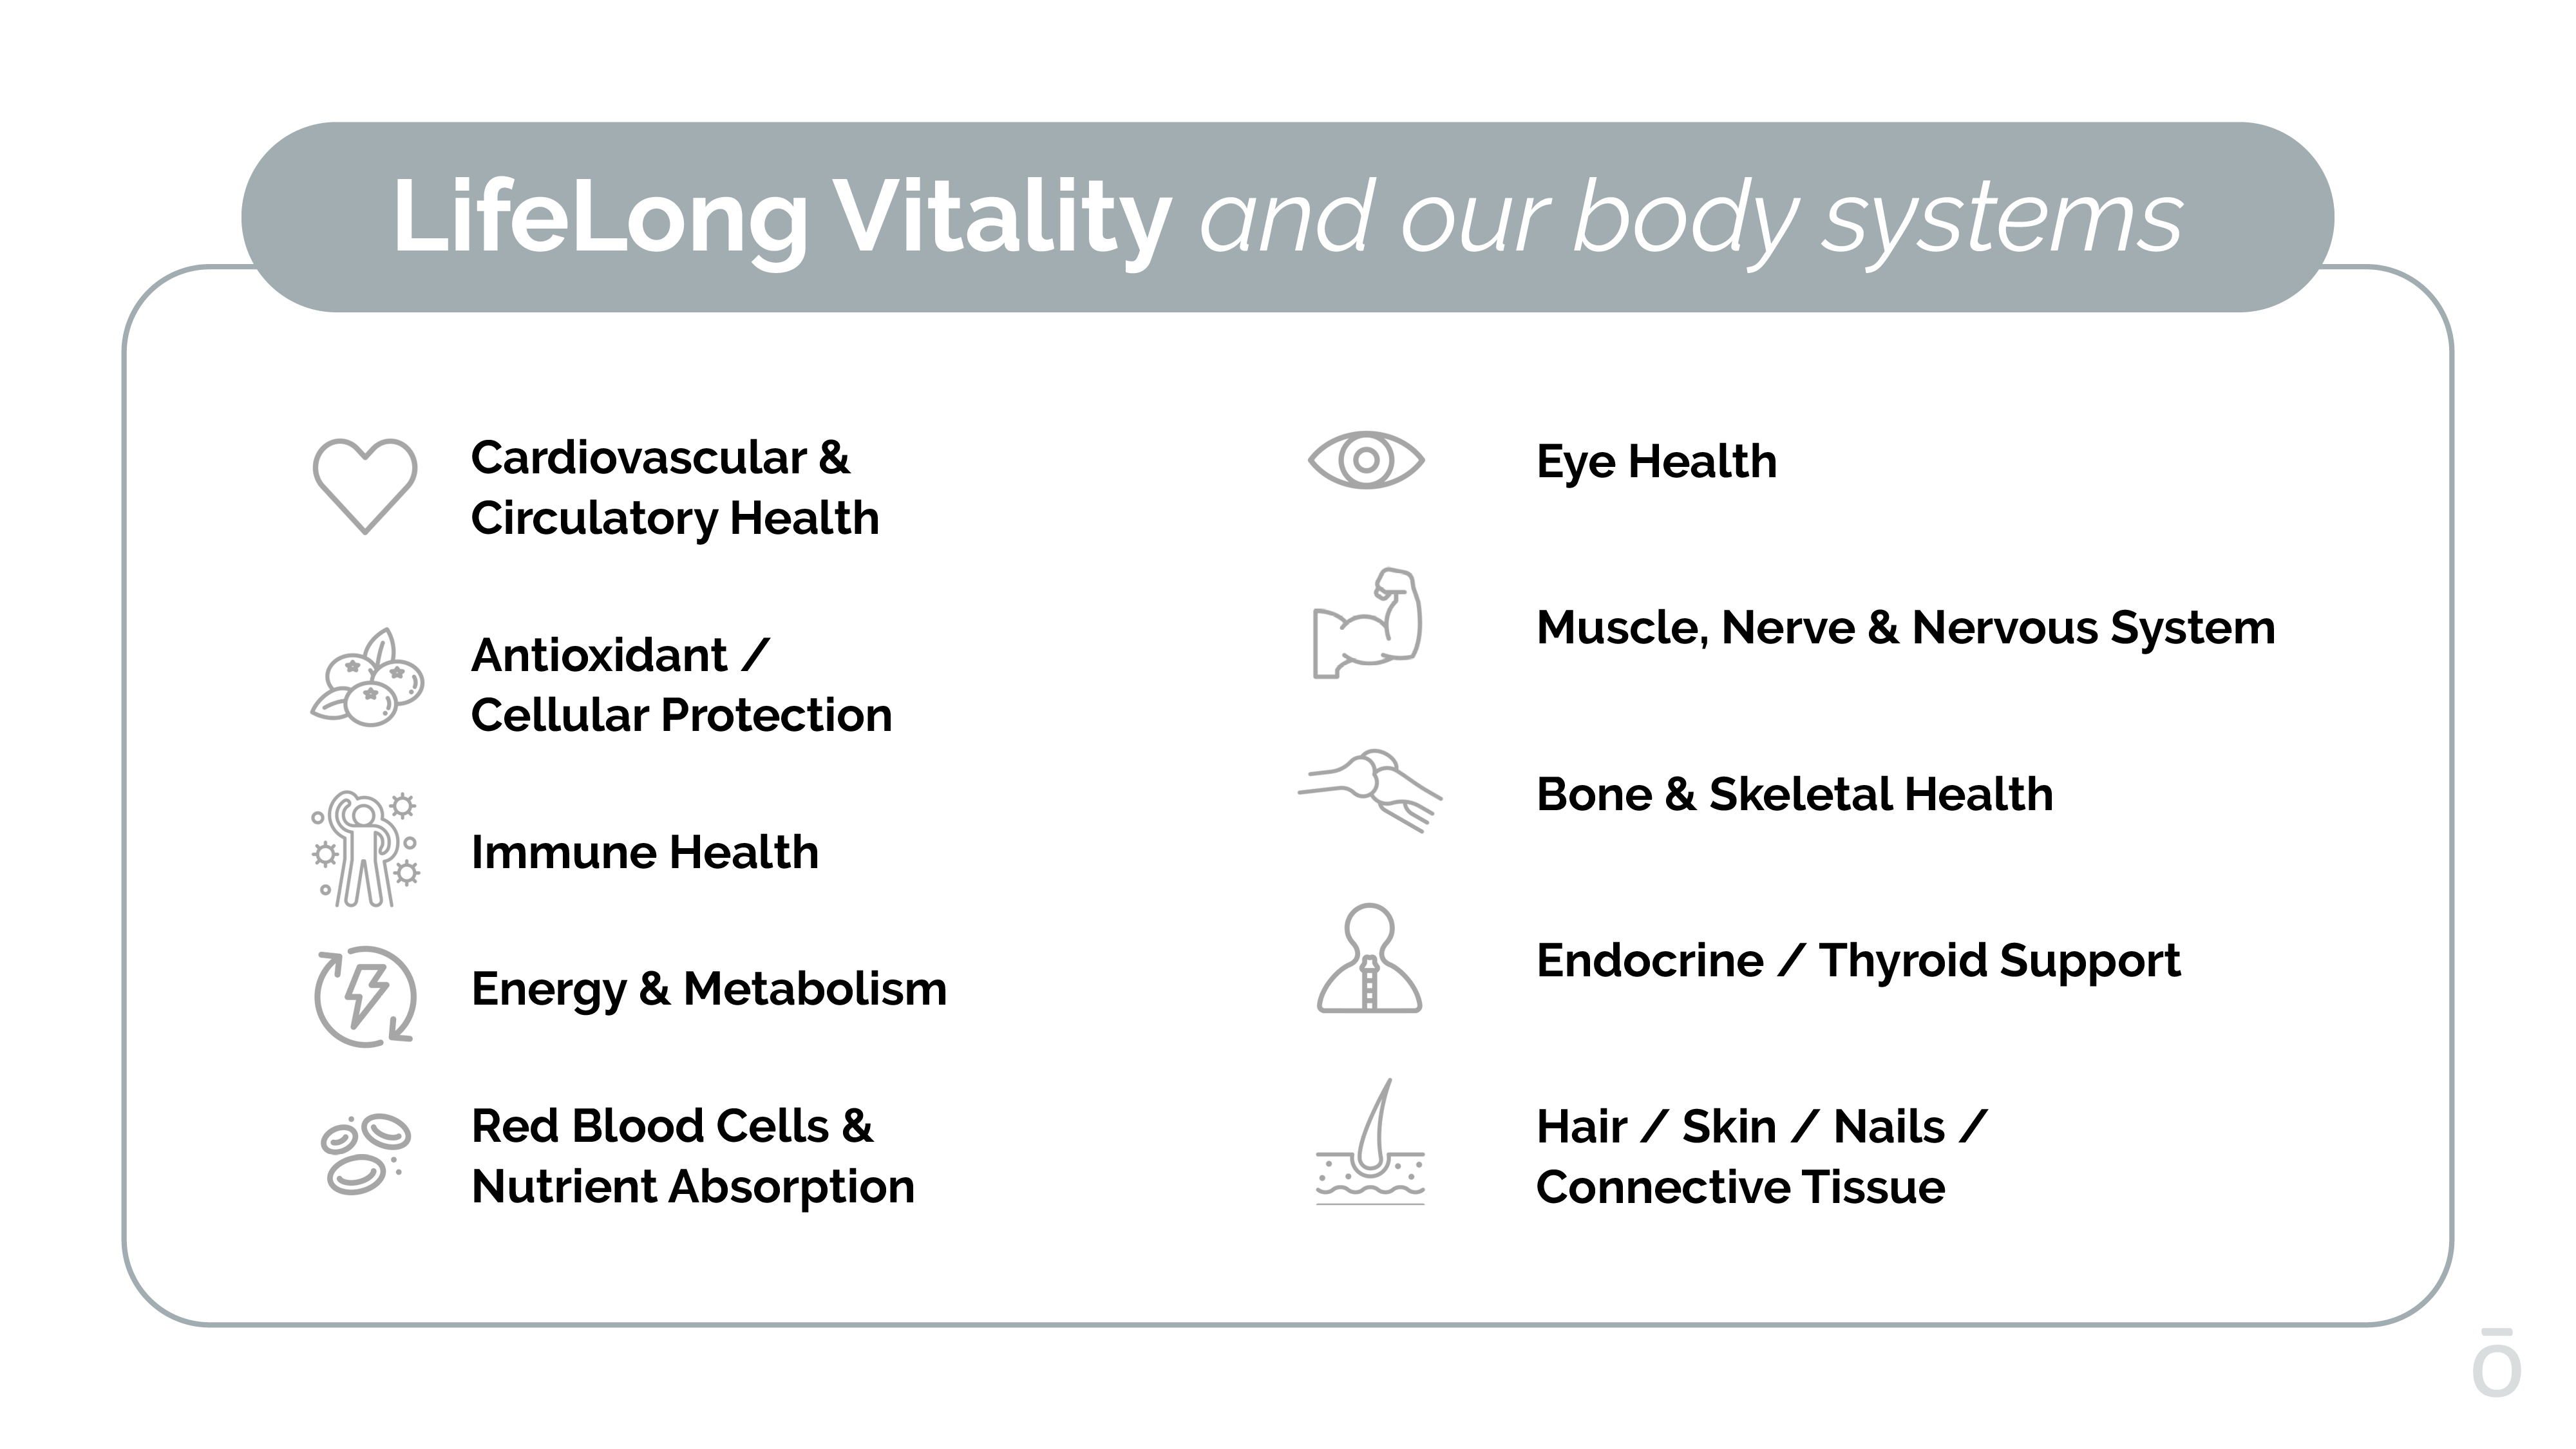 LifeLong Vitality and our body systems
Cardiovascular &
Circulatory Health
Antioxidant /
Cellular Protection
Immune Health
Energy & Metabolism
Red Blood Cells &
Nutrient Absorption
Eye Health
Muscle, Nerve & Nervous System
Bone & Skeletal Health
Endocrine / Thyroid Support
Hair / Skin / Nails /
Connective Tissue
ō